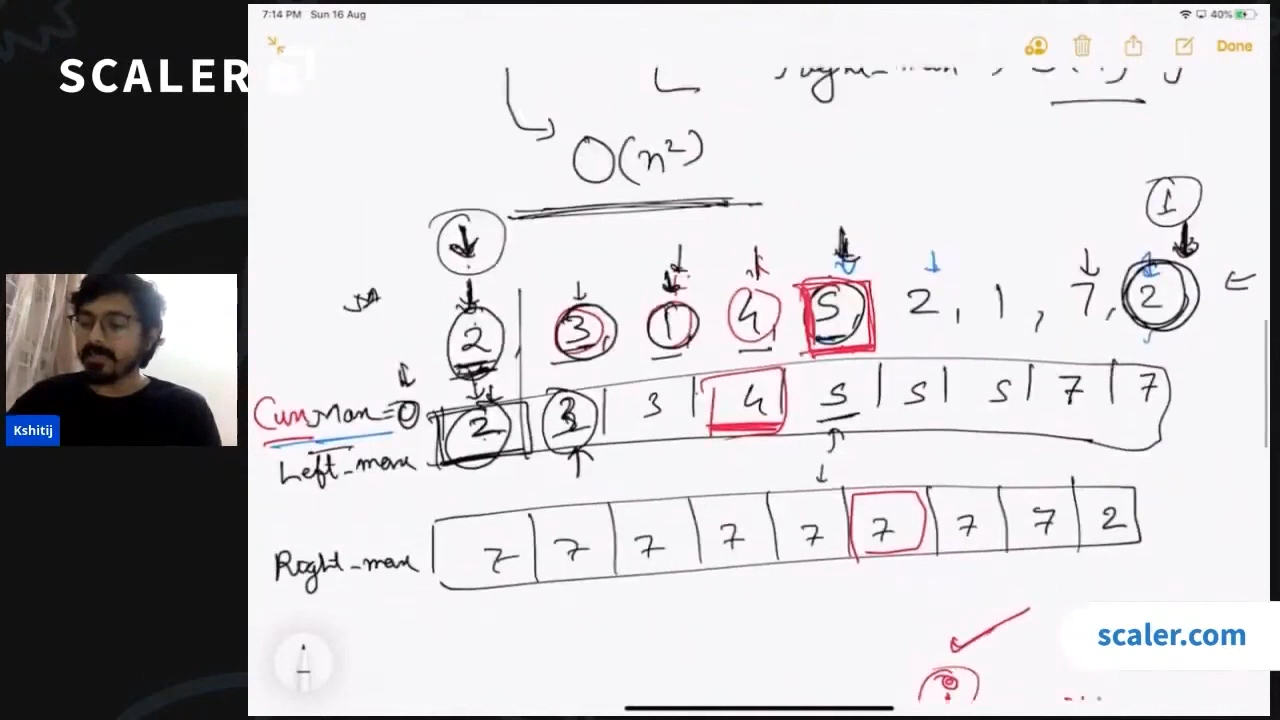 7:14 PM Sun 16 Aug
40%
Done
SCALER
O(n²)
1
2, 3, 1, 4, 5, 2, 1, 7, 2
Cum Max = 0
Left_max 2 3 3 4 5 5 5 7 7
Right_max 7 7 7 7 7 7 7 7 2
Kshitij
scaler.com